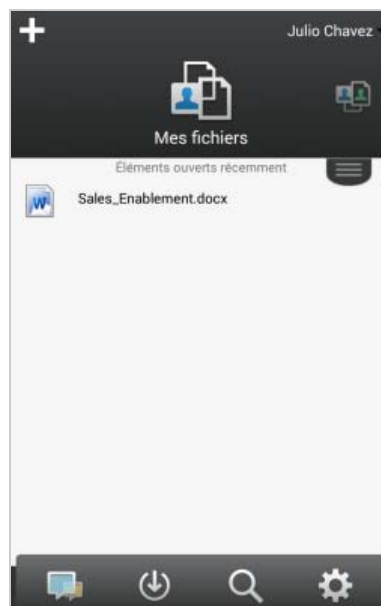 Julio Chavez
Mes fichiers
Éléments ouverts récemment
Sales_Enablement.docx